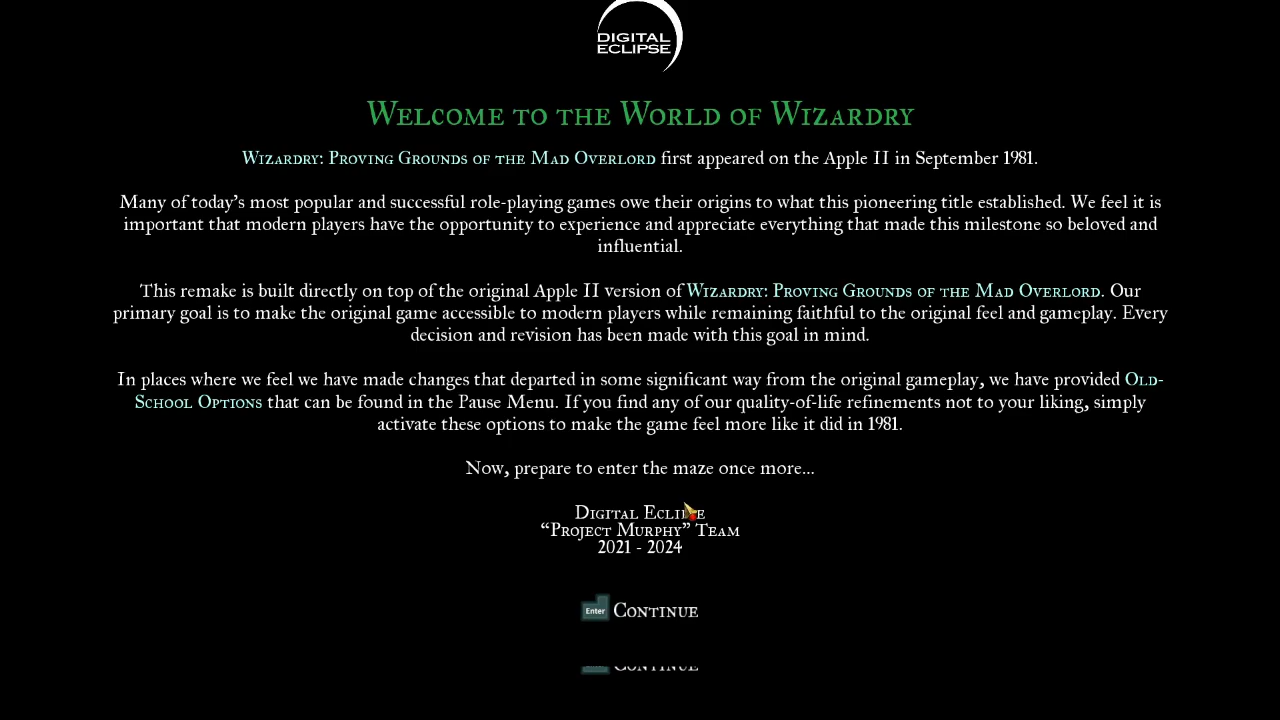 DIGITAL
ECLIPSE
Welcome to the World of Wizardry
Wizardry: Proving Grounds of the Mad Overlord first appeared on the Apple II in September 1981.
Many of today's most popular and successful role-playing games owe their origins to what this pioneering title established. We feel it is
important that modern players have the opportunity to experience and appreciate everything that made this milestone so beloved and
influential.
This remake is built directly on top of the original Apple II version of Wizardry: Proving Grounds of the Mad Overlord. Our
primary goal is to make the original game accessible to modern players while remaining faithful to the original feel and gameplay. Every
decision and revision has been made with this goal in mind.
In places where we feel we have made changes that departed in some significant way from the original gameplay, we have provided Old-
School Options that can be found in the Pause Menu. If you find any of our quality-of-life refinements not to your liking, simply
activate these options to make the game feel more like it did in 1981.
Now, prepare to enter the maze once more...
Digital Eclipse
“Project Murphy” Team
2021 - 2024
Enter Continue
Continue